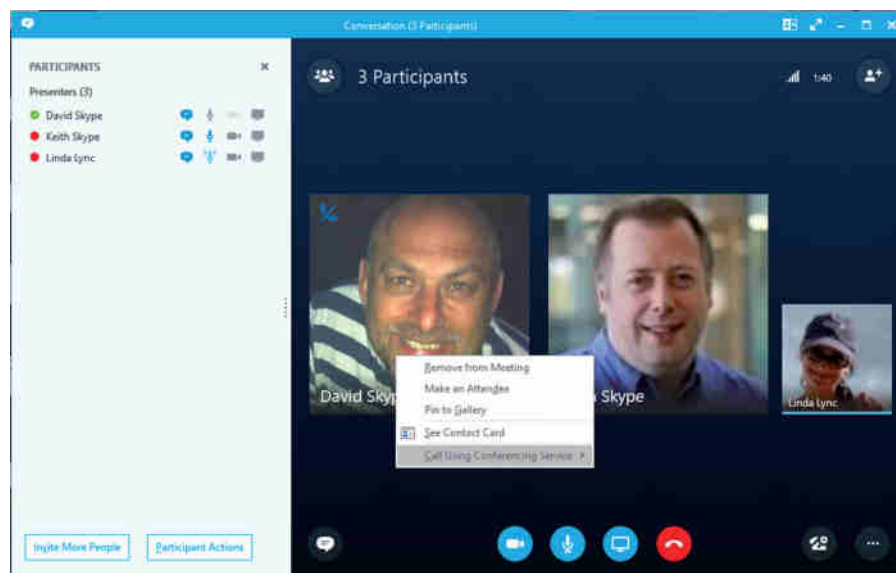 Conversation (3 Participants)
PARTICIPANTS
Presenters (3)
David Skype
Keith Skype
Linda Lync
3 Participants
1:40
David Skyp
Skype
Linda Lync
Remove from Meeting
Make an Attendee
Pin to Gallery
See Contact Card
Call Using Conferencing Service
Invite More People
Participant Actions